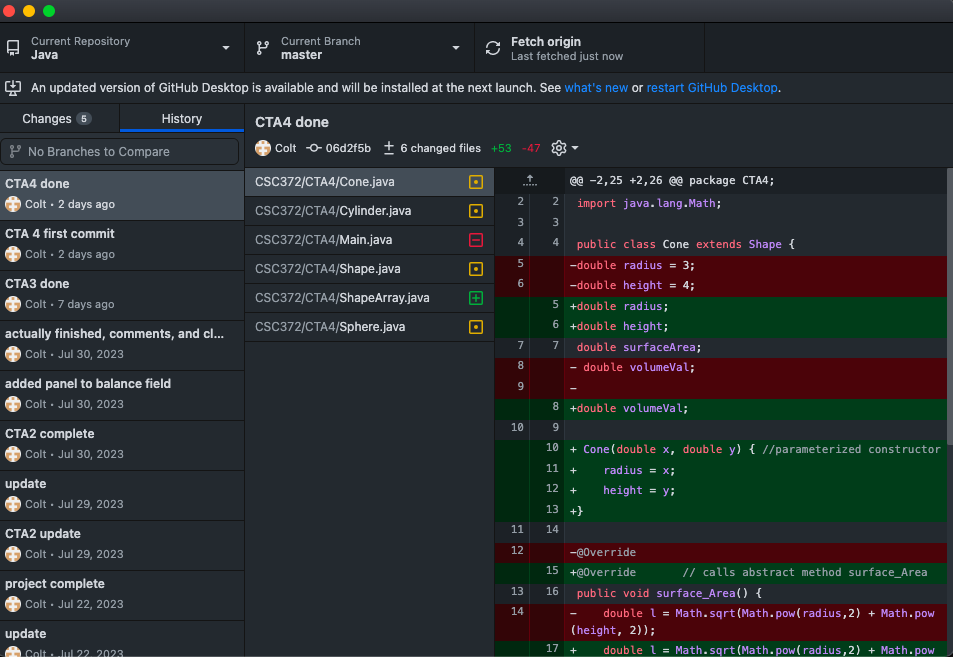 Current Repository
Java
Current Branch
master
Fetch origin
Last fetched just now
An updated version of GitHub Desktop is available and will be installed at the next launch. See what's new or restart GitHub Desktop.
Changes 5
History
No Branches to Compare
CTA4 done
Colt • 2 days ago
CTA 4 first commit
Colt • 2 days ago
CTA3 done
Colt • 7 days ago
actually finished, comments, and cl...
Colt • Jul 30, 2023
added panel to balance field
Colt • Jul 30, 2023
CTA2 complete
Colt • Jul 30, 2023
update
Colt • Jul 29, 2023
CTA2 update
Colt • Jul 29, 2023
project complete
Colt • Jul 22, 2023
update
Colt • Jul 22, 2023
CTA4 done
Colt 06d2f5b 6 changed files +53 -47
CSC372/CTA4/Cone.java
CSC372/CTA4/Cylinder.java
CSC372/CTA4/Main.java
CSC372/CTA4/Shape.java
CSC372/CTA4/ShapeArray.java
CSC372/CTA4/Sphere.java
@@ -2,25 +2,26 @@ package CTA4;
2 2 import java.lang.Math;
3 3
4 4 public class Cone extends Shape {
5 -double radius = 3;
6 -double height = 4;
5 +double radius;
6 +double height;
7 7 double surfaceArea;
8 - double volumeVal;
9 -
8 +double volumeVal;
10 9
10 + Cone(double x, double y) { //parameterized constructor
11 + radius = x;
12 + height = y;
13 +}
11 14
12 -@Override
15 +@Override // calls abstract method surface_Area
13 16 public void surface_Area() {
14 - double l = Math.sqrt(Math.pow(radius,2) + Math.pow
(height, 2));
17 + double l = Math.sqrt(Math.pow(radius,2) + Math.pow